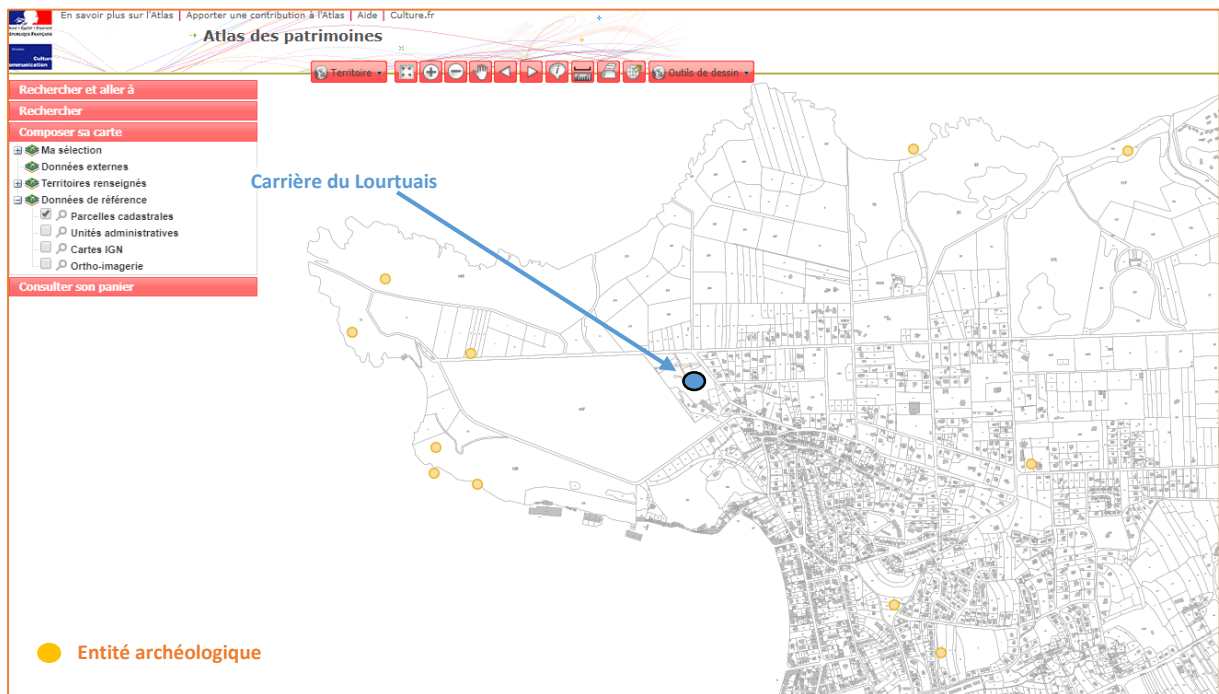 En savoir plus sur l'Atlas | Apporter une contribution à l'Atlas | Aide | Culture.fr
Atlas des patrimoines
RÉPUBLIQUE FRANÇAISE
Territoire
Outils de dessin
Rechercher et aller à
Rechercher
Composer sa carte
Ma sélection
Données externes
Territoires renseignés
Données de référence
Parcelles cadastrales
Unités administratives
Cartes IGN
Ortho-imagerie
Consulter son panier
Carrière du Lourtuais
Entité archéologique